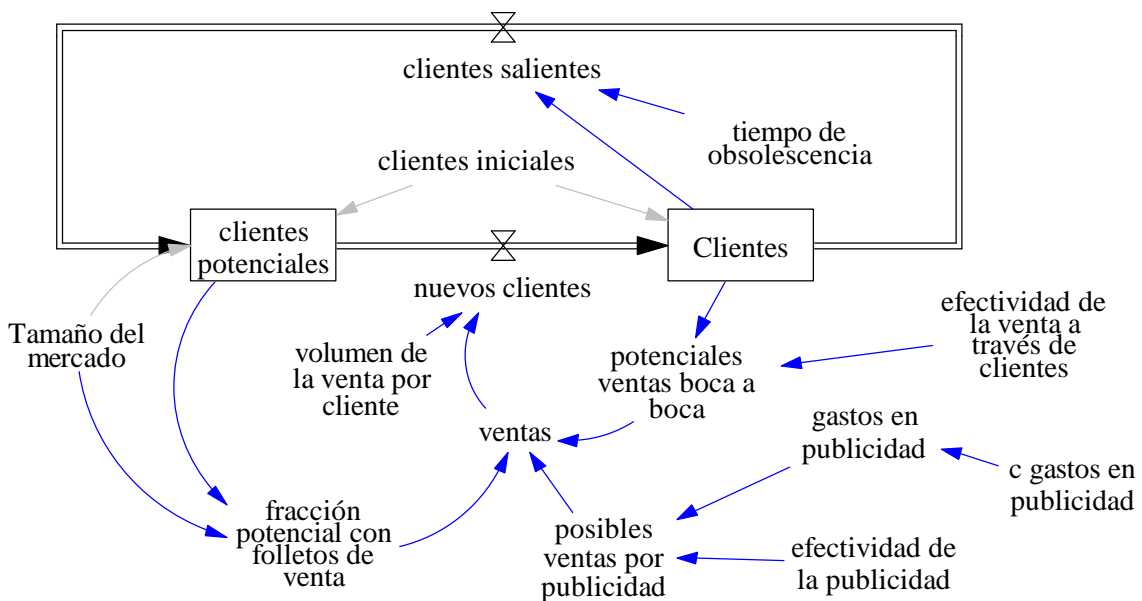 clientes salientes
tiempo de
obsolescencia
clientes iniciales
clientes
potenciales
Clientes
nuevos clientes
Tamaño del
mercado
volumen de
la venta por
cliente
potenciales
ventas boca a
boca
efectividad de
la venta a
través de
clientes
ventas
gastos en
publicidad
c gastos en
publicidad
fracción
potencial con
folletos de
venta
posibles
ventas por
publicidad
efectividad de
la publicidad